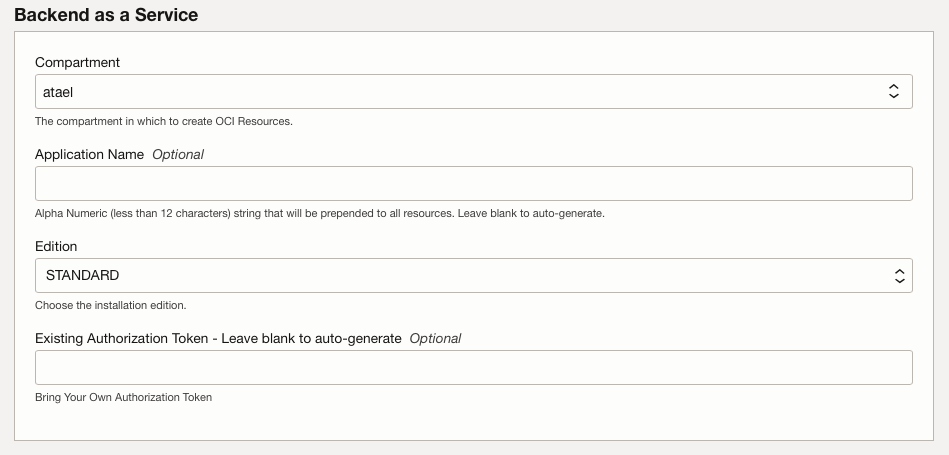 Backend as a Service
Compartment
atael
The compartment in which to create OCI Resources.
Application Name Optional
Alpha Numeric (less than 12 characters) string that will be prepended to all resources. Leave blank to auto-generate.
Edition
STANDARD
Choose the installation edition.
Existing Authorization Token - Leave blank to auto-generate Optional
Bring Your Own Authorization Token